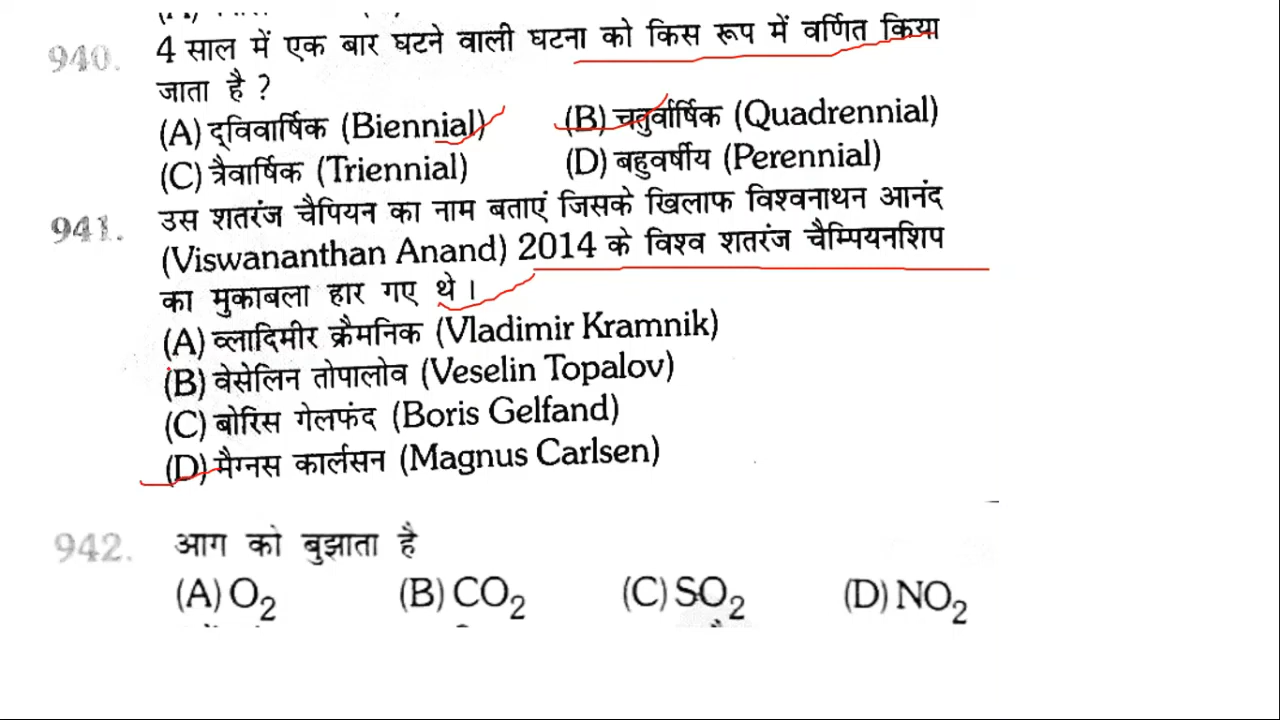 940. 4 साल में एक बार घटने वाली घटना को किस रूप में वर्णित किया
जाता है ?
(A) द्विवार्षिक (Biennial) (B) चतुर्वार्षिक (Quadrennial)
(C) त्रैवार्षिक (Triennial) (D) बहुवर्षीय (Perennial)
941. उस शतरंज चैपियन का नाम बताएं जिसके खिलाफ विश्वनाथन आनंद
(Viswananthan Anand) 2014 के विश्व शतरंज चैम्पियनशिप
का मुकाबला हार गए थे ।
(A) व्लादिमीर क्रैमनिक (Vladimir Kramnik)
(B) वेसेलिन तोपालोव (Veselin Topalov)
(C) बोरिस गेलफंद (Boris Gelfand)
(D) मैग्नस कार्लसन (Magnus Carlsen)
942. आग को बुझाता है
(A) O₂ (B) CO₂ (C) SO₂ (D) NO₂